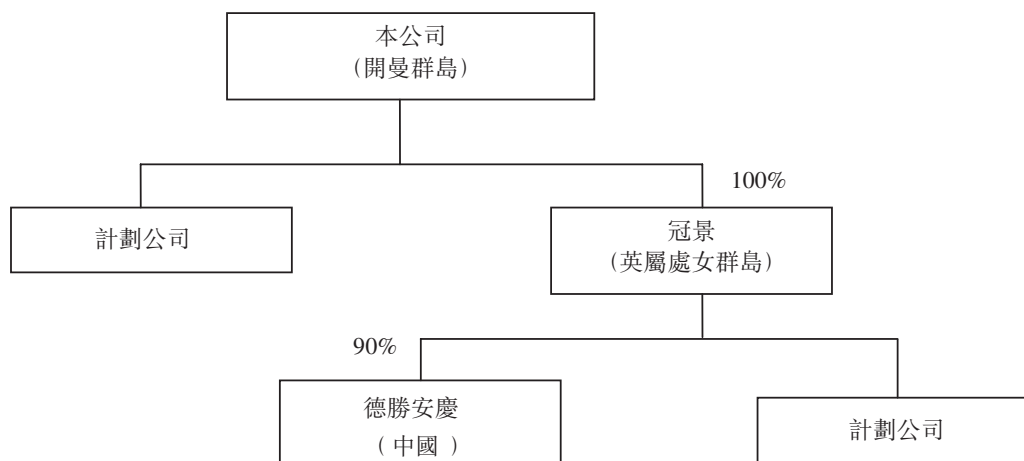 本公司
（開曼群島）
100%
計劃公司
冠景
（英屬處女群島）
90%
德勝安慶
（中國 ）
計劃公司